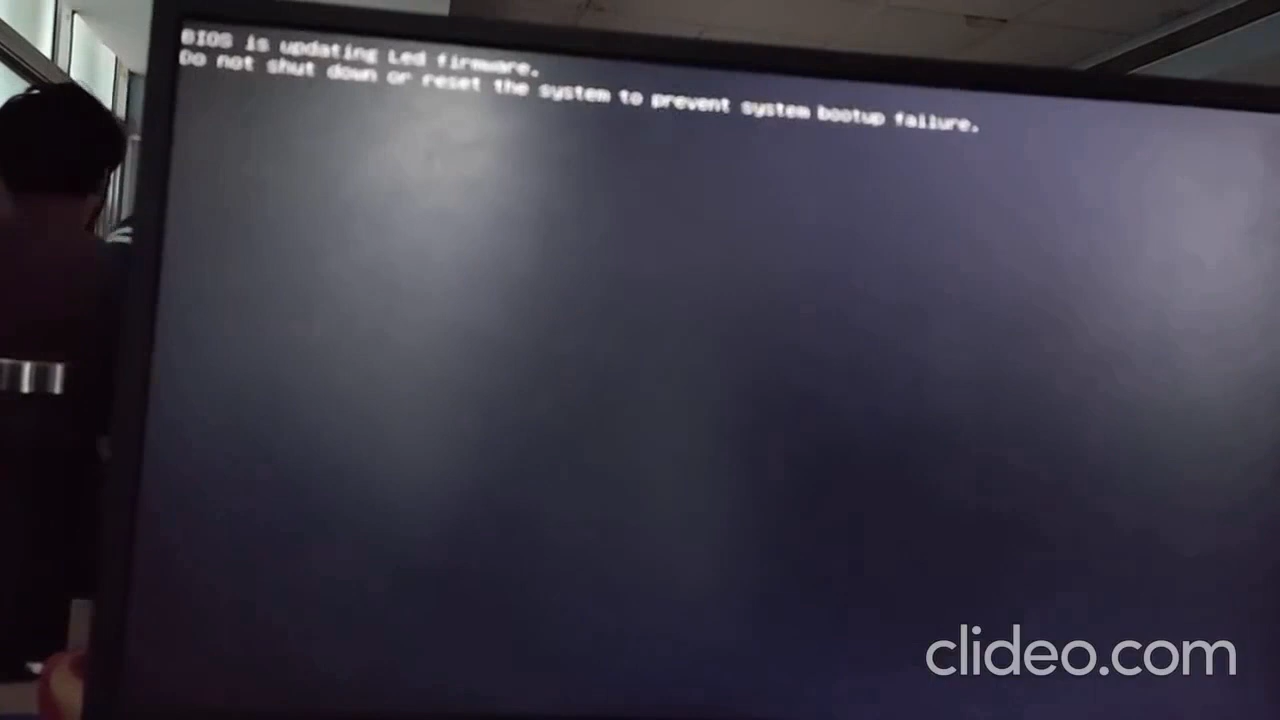 BIOS is updating Led firmware.
Do not shut down or reset the system to prevent system bootup failure.
clideo.com